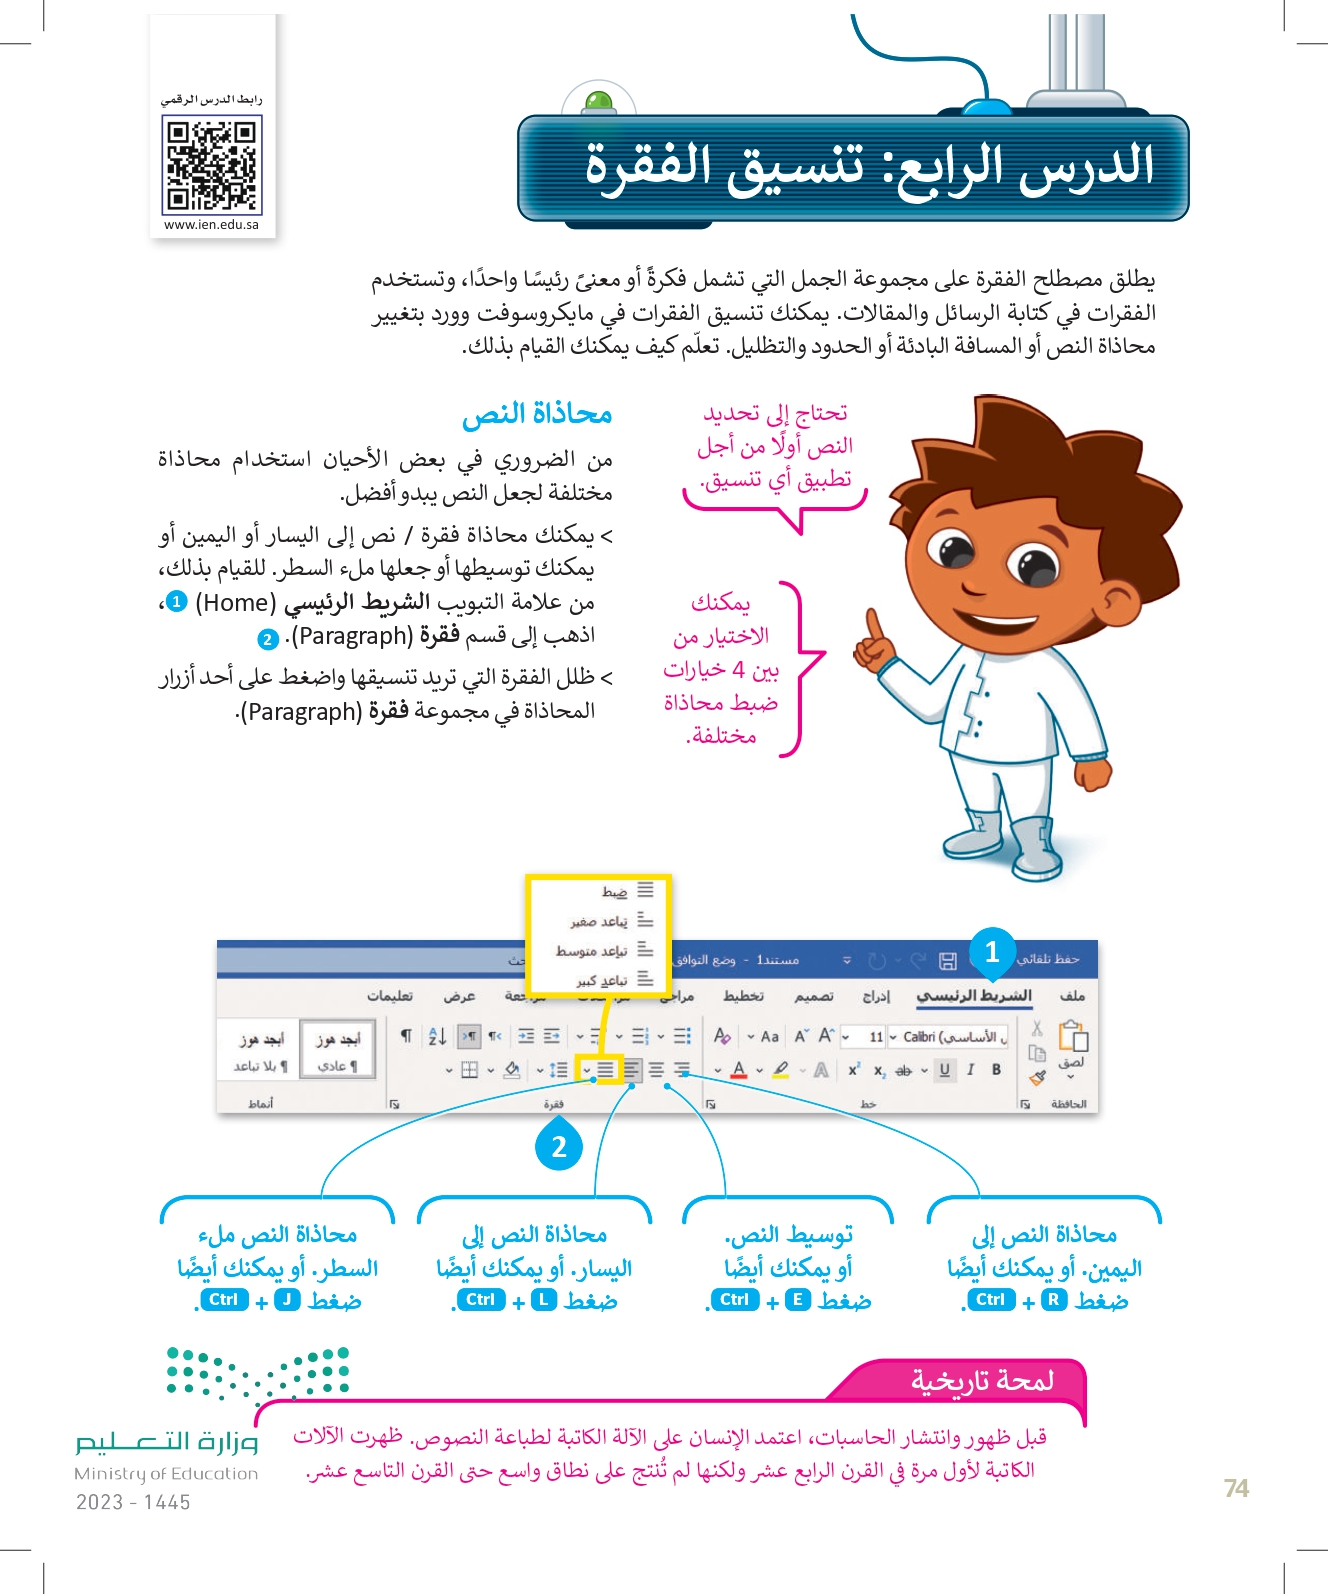 رابط الدرس الرقمي
www.ien.edu.sa
الدرس الرابع: تنسيق الفقرة
يطلق مصطلح الفقرة على مجموعة الجمل التي تشمل فكرةً أو معنىً رئيسًا واحدًا، وتستخدم
الفقرات في كتابة الرسائل والمقالات. يمكنك تنسيق الفقرات في مايكروسوفت وورد بتغيير
محاذاة النص أو المسافة البادئة أو الحدود والتظليل. تعلّم كيف يمكنك القيام بذلك.
تحتاج إلى تحديد
النص أولًا من أجل
تطبيق أي تنسيق.
يمكنك
الاختيار من
بين 4 خيارات
ضبط محاذاة
مختلفة.
محاذاة النص
من الضروري في بعض الأحيان استخدام محاذاة
مختلفة لجعل النص يبدو أفضل.
> يمكنك محاذاة فقرة / نص إلى اليسار أو اليمين أو
يمكنك توسيطها أو جعلها ملء السطر. للقيام بذلك،
من علامة التبويب الشريط الرئيسي (Home) 1،
اذهب إلى قسم فقرة (Paragraph). 2
> ظلل الفقرة التي تريد تنسيقها واضغط على أحد أزرار
المحاذاة في مجموعة فقرة (Paragraph).
ضبط
تباعد صغير
تباعد متوسط
تباعد كبير
حفظ تلقائي 1 مستند1 - وضع التوافق
ملف الشريط الرئيسي إدراج تصميم تخطيط عرض تعليمات
لصق
Calibri 11 Aa A A
B I U ab x₂ x² A A
أبجد هوز أبجد هوز
¶ عادي ¶ بلا تباعد
الحافظة خط فقرة أنماط
2
محاذاة النص إلى
اليمين. أو يمكنك أيضًا
ضغط Ctrl + R.
توسيط النص.
أو يمكنك أيضًا
ضغط Ctrl + E.
محاذاة النص إلى
اليسار. أو يمكنك أيضًا
ضغط Ctrl + L.
محاذاة النص ملء
السطر. أو يمكنك أيضًا
ضغط Ctrl + J.
لمحة تاريخية
قبل ظهور وانتشار الحاسبات، اعتمد الإنسان على الآلة الكاتبة لطباعة النصوص. ظهرت الآلات
الكاتبة لأول مرة في القرن الرابع عشر ولكنها لم تُنتج على نطاق واسع حتى القرن التاسع عشر.
وزارة التعليم
Ministry of Education
2023 - 1445
74